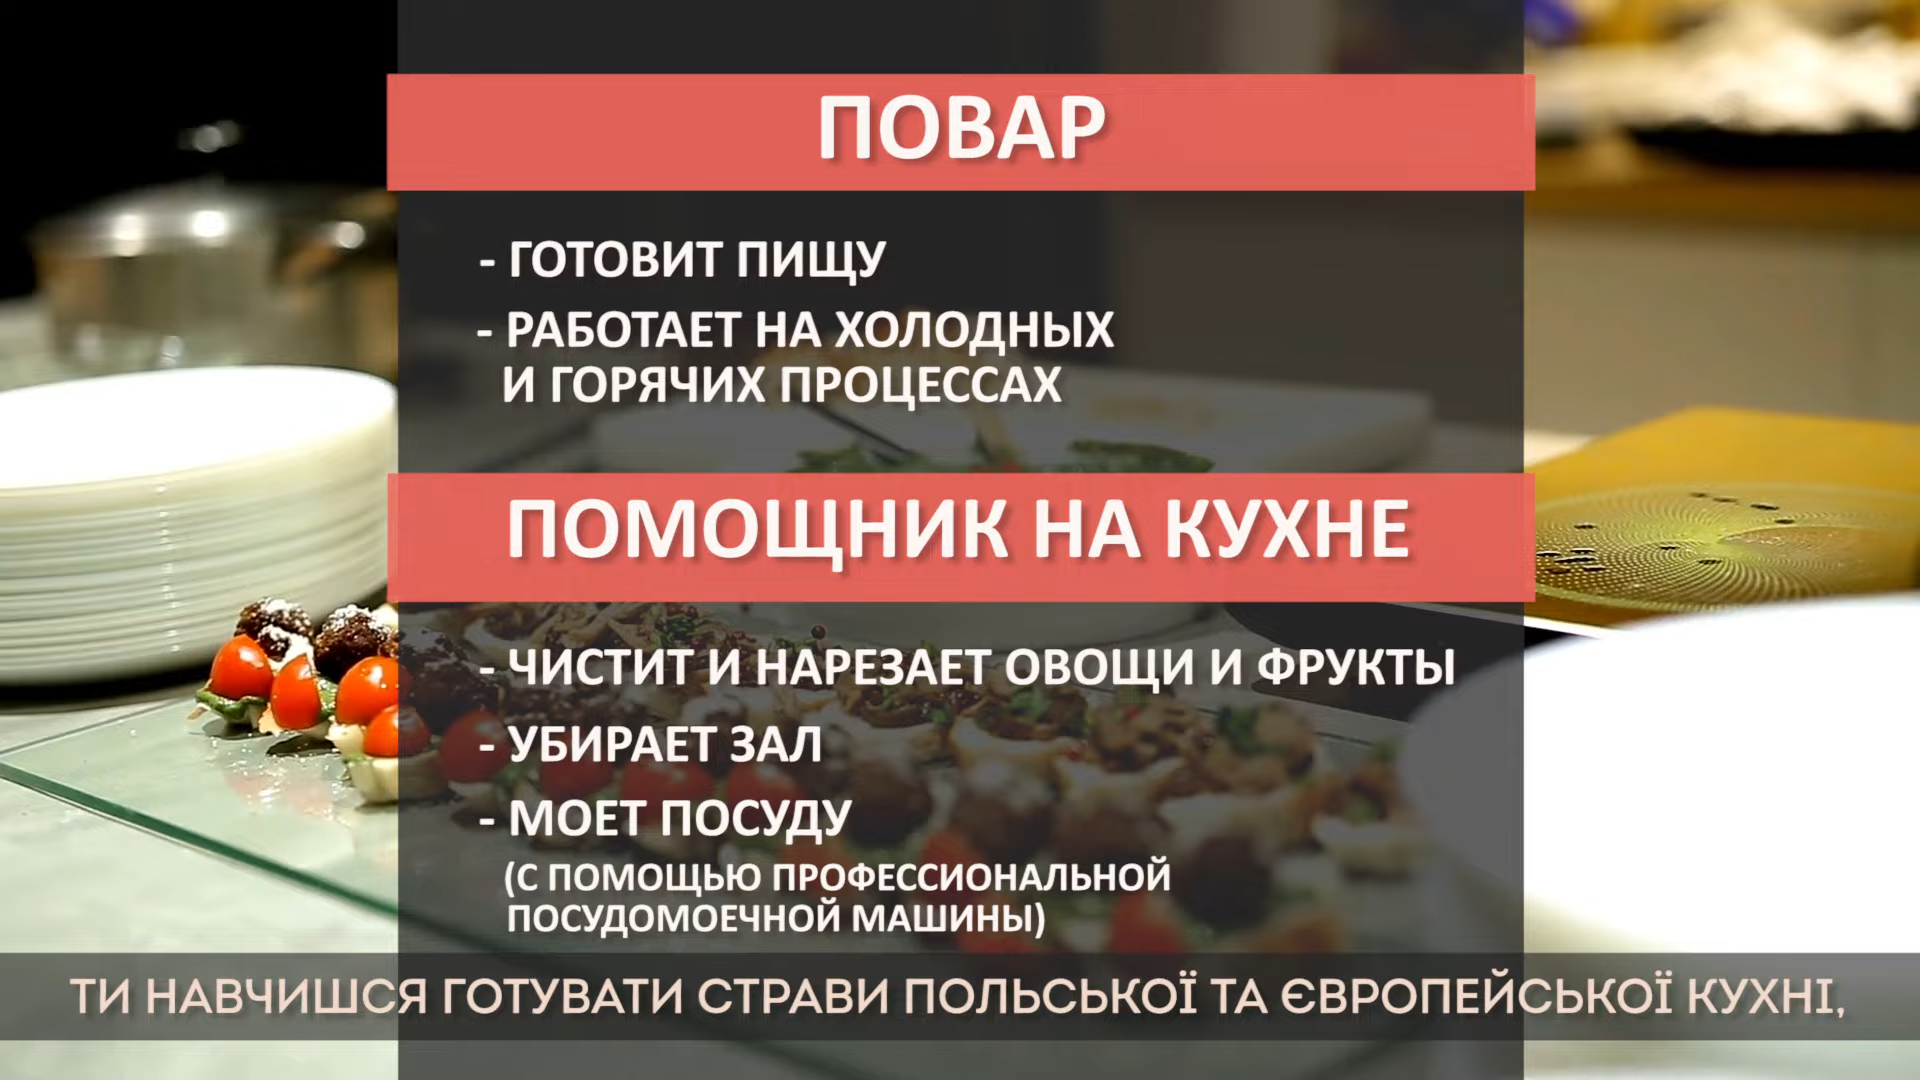 ПОВАР
- ГОТОВИТ ПИЩУ
- РАБОТАЕТ НА ХОЛОДНЫХ
И ГОРЯЧИХ ПРОЦЕССАХ
ПОМОЩНИК НА КУХНЕ
- ЧИСТИТ И НАРЕЗАЕТ ОВОЩИ И ФРУКТЫ
- УБИРАЕТ ЗАЛ
- МОЕТ ПОСУДУ
(С ПОМОЩЬЮ ПРОФЕССИОНАЛЬНОЙ
ПОСУДОМОЕЧНОЙ МАШИНЫ)
ТИ НАВЧИШСЯ ГОТУВАТИ СТРАВИ ПОЛЬСЬКОЇ ТА ЄВРОПЕЙСЬКОЇ КУХНІ,